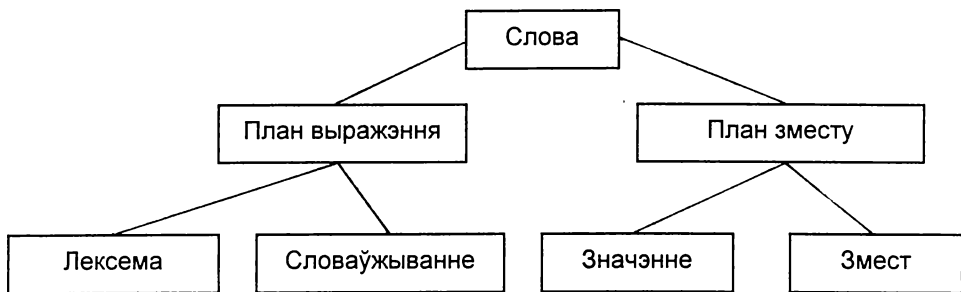 Слова
План выражэння
План зместу
Лексема
Словаўжыванне
Значэнне
Змест